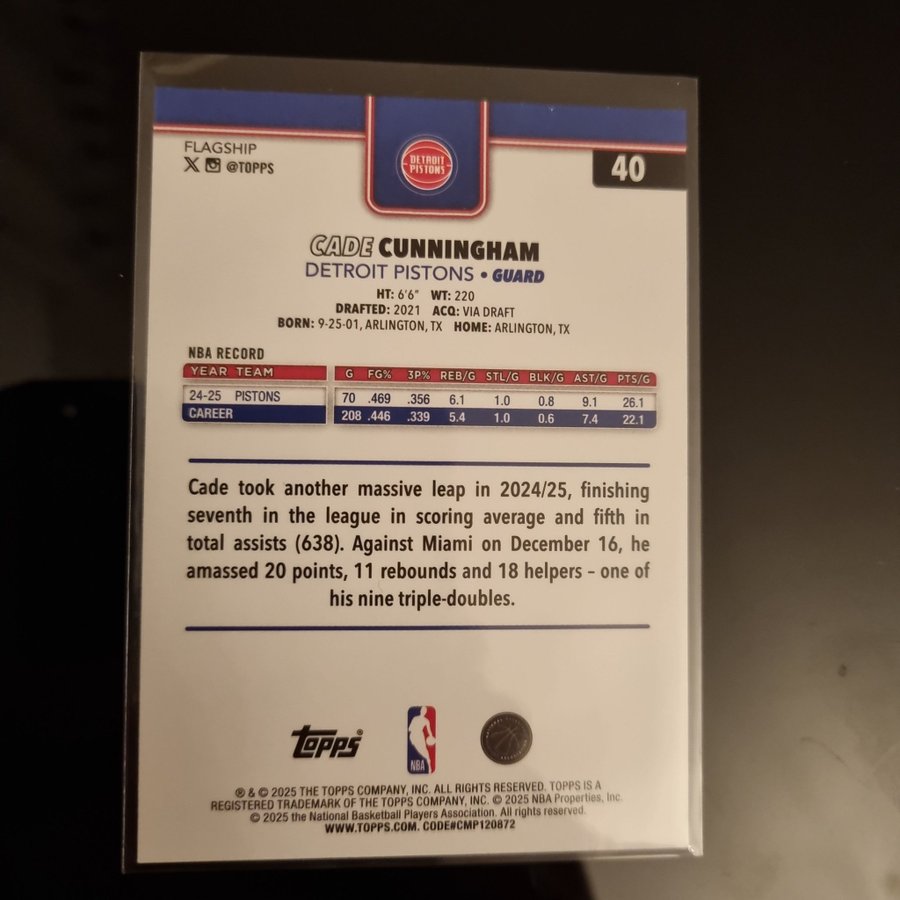 FLAGSHIP
@TOPPS
DETROIT
PISTONS
40
CADE CUNNINGHAM
DETROIT PISTONS • GUARD
HT: 6'6" WT: 220
DRAFTED: 2021 ACQ: VIA DRAFT
BORN: 9-25-01, ARLINGTON, TX HOME: ARLINGTON, TX
NBA RECORD
YEAR TEAM G FG% 3P% REB/G STL/G BLK/G AST/G PTS/G
24-25 PISTONS 70 .469 .356 6.1 1.0 0.8 9.1 26.1
CAREER 208 .446 .339 5.4 1.0 0.6 7.4 22.1
Cade took another massive leap in 2024/25, finishing
seventh in the league in scoring average and fifth in
total assists (638). Against Miami on December 16, he
amassed 20 points, 11 rebounds and 18 helpers – one of
his nine triple-doubles.
Topps®
NBA
® & © 2025 THE TOPPS COMPANY, INC. ALL RIGHTS RESERVED. TOPPS IS A
REGISTERED TRADEMARK OF THE TOPPS COMPANY, INC. © 2025 NBA Properties, Inc.
© 2025 the National Basketball Players Association. All rights reserved.
WWW.TOPPS.COM. CODE#CMP120872